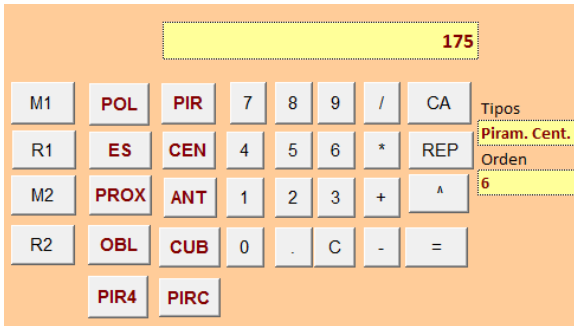 175
M1 POL PIR 7 8 9 / CA Tipos
Piram. Cent.
R1 ES CEN 4 5 6 * REP Orden
6
M2 PROX ANT 1 2 3 + ^
R2 OBL CUB 0 . C - =
PIR4 PIRC